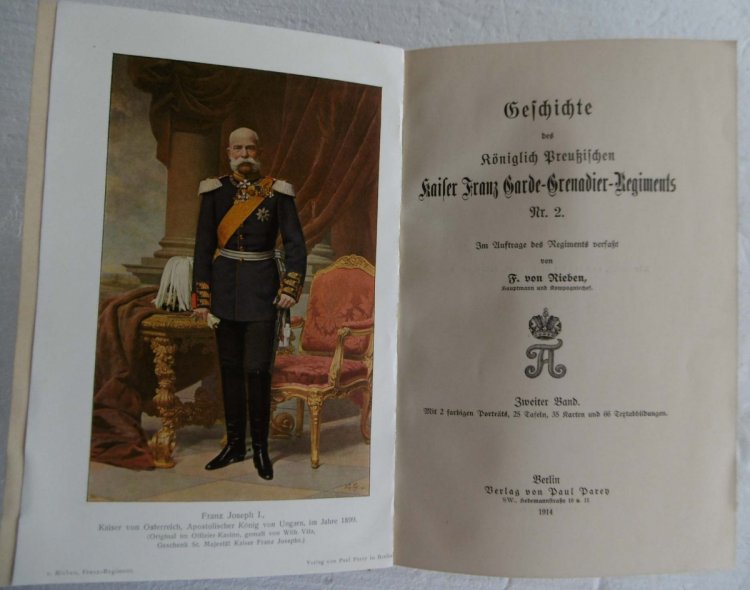 Franz Joseph I.,
Kaiser von Österreich, Apostolischer König von Ungarn, im Jahre 1899.
(Original im Offizier-Kasino, gemalt von Wilh. Vita,
Geschenk Sr. Majestät Kaiser Franz Josephs.)
v. Rieben, Franz-Regiment
Verlag von Paul Parey in Berlin
Geſchichte
des
Königlich Preußiſchen
Kaiſer Franz Garde-Grenadier-Regiments
Nr. 2.
Im Auftrage des Regiments verfaßt
von
F. von Rieben,
Hauptmann und Kompagniechef.
Zweiter Band.
Mit 2 farbigen Porträts, 25 Tafeln, 35 Karten und 66 Textabbildungen.
Berlin
Verlag von Paul Parey
SW., Hedemannſtraße 10 u. 11
1914